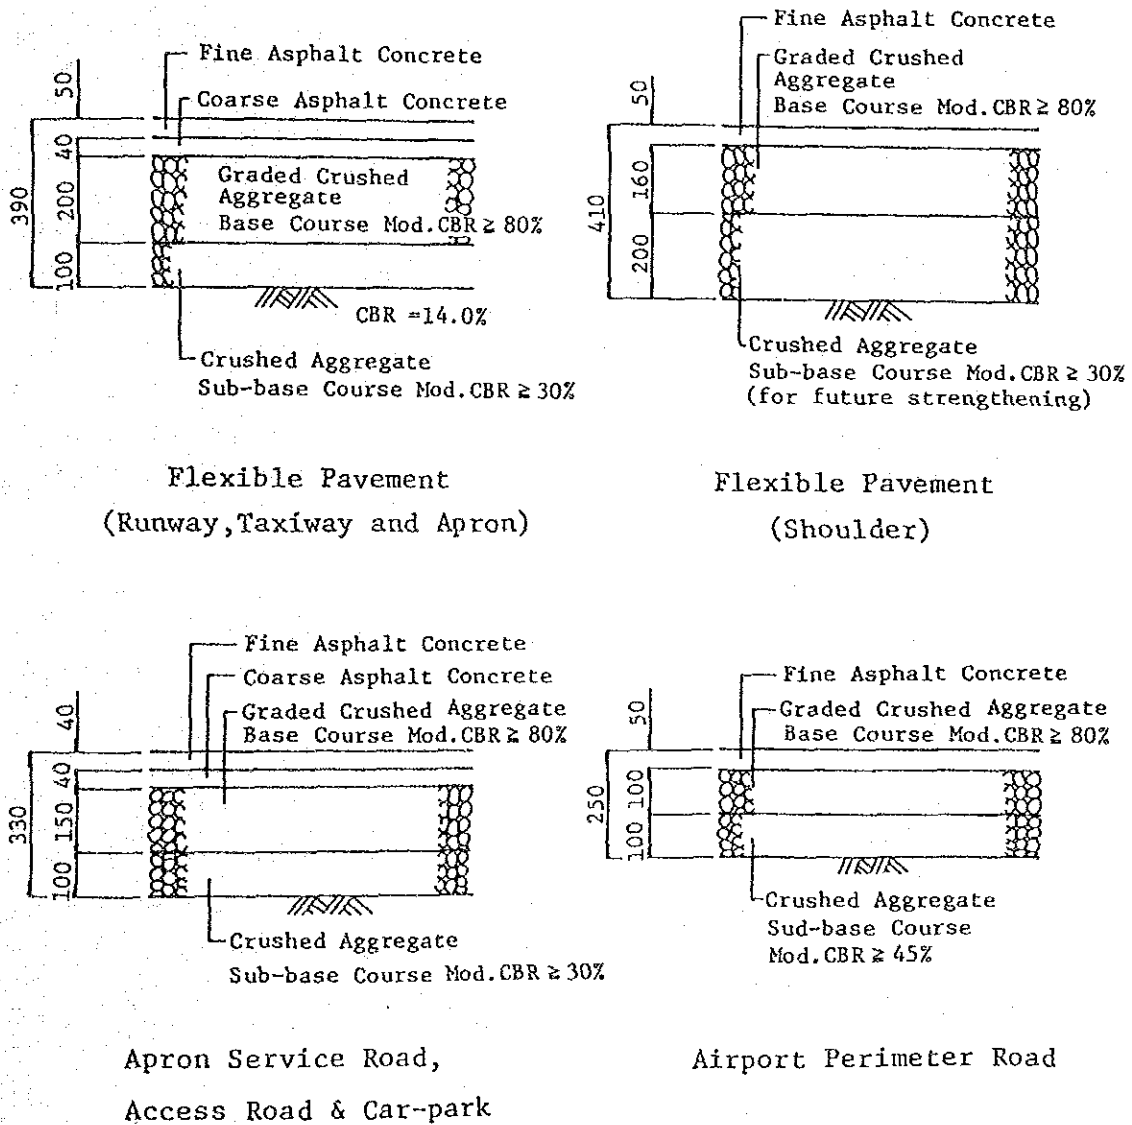 Fine Asphalt Concrete
Coarse Asphalt Concrete
50
40
200
100
390
Graded Crushed
Aggregate
Base Course Mod.CBR ≥ 80%
CBR =14.0%
Crushed Aggregate
Sub-base Course Mod.CBR ≥ 30%
Flexible Pavement
(Runway,Taxiway and Apron)
Fine Asphalt Concrete
Graded Crushed
Aggregate
Base Course Mod.CBR ≥ 80%
50
160
200
410
Crushed Aggregate
Sub-base Course Mod.CBR ≥ 30%
(for future strengthening)
Flexible Pavement
(Shoulder)
Fine Asphalt Concrete
Coarse Asphalt Concrete
Graded Crushed Aggregate
Base Course Mod.CBR ≥ 80%
40
40
150
100
330
Crushed Aggregate
Sub-base Course Mod.CBR ≥ 30%
Apron Service Road,
Access Road & Car-park
Fine Asphalt Concrete
Graded Crushed Aggregate
Base Course Mod.CBR ≥ 80%
50
100
100
250
Crushed Aggregate
Sud-base Course
Mod.CBR ≥ 45%
Airport Perimeter Road